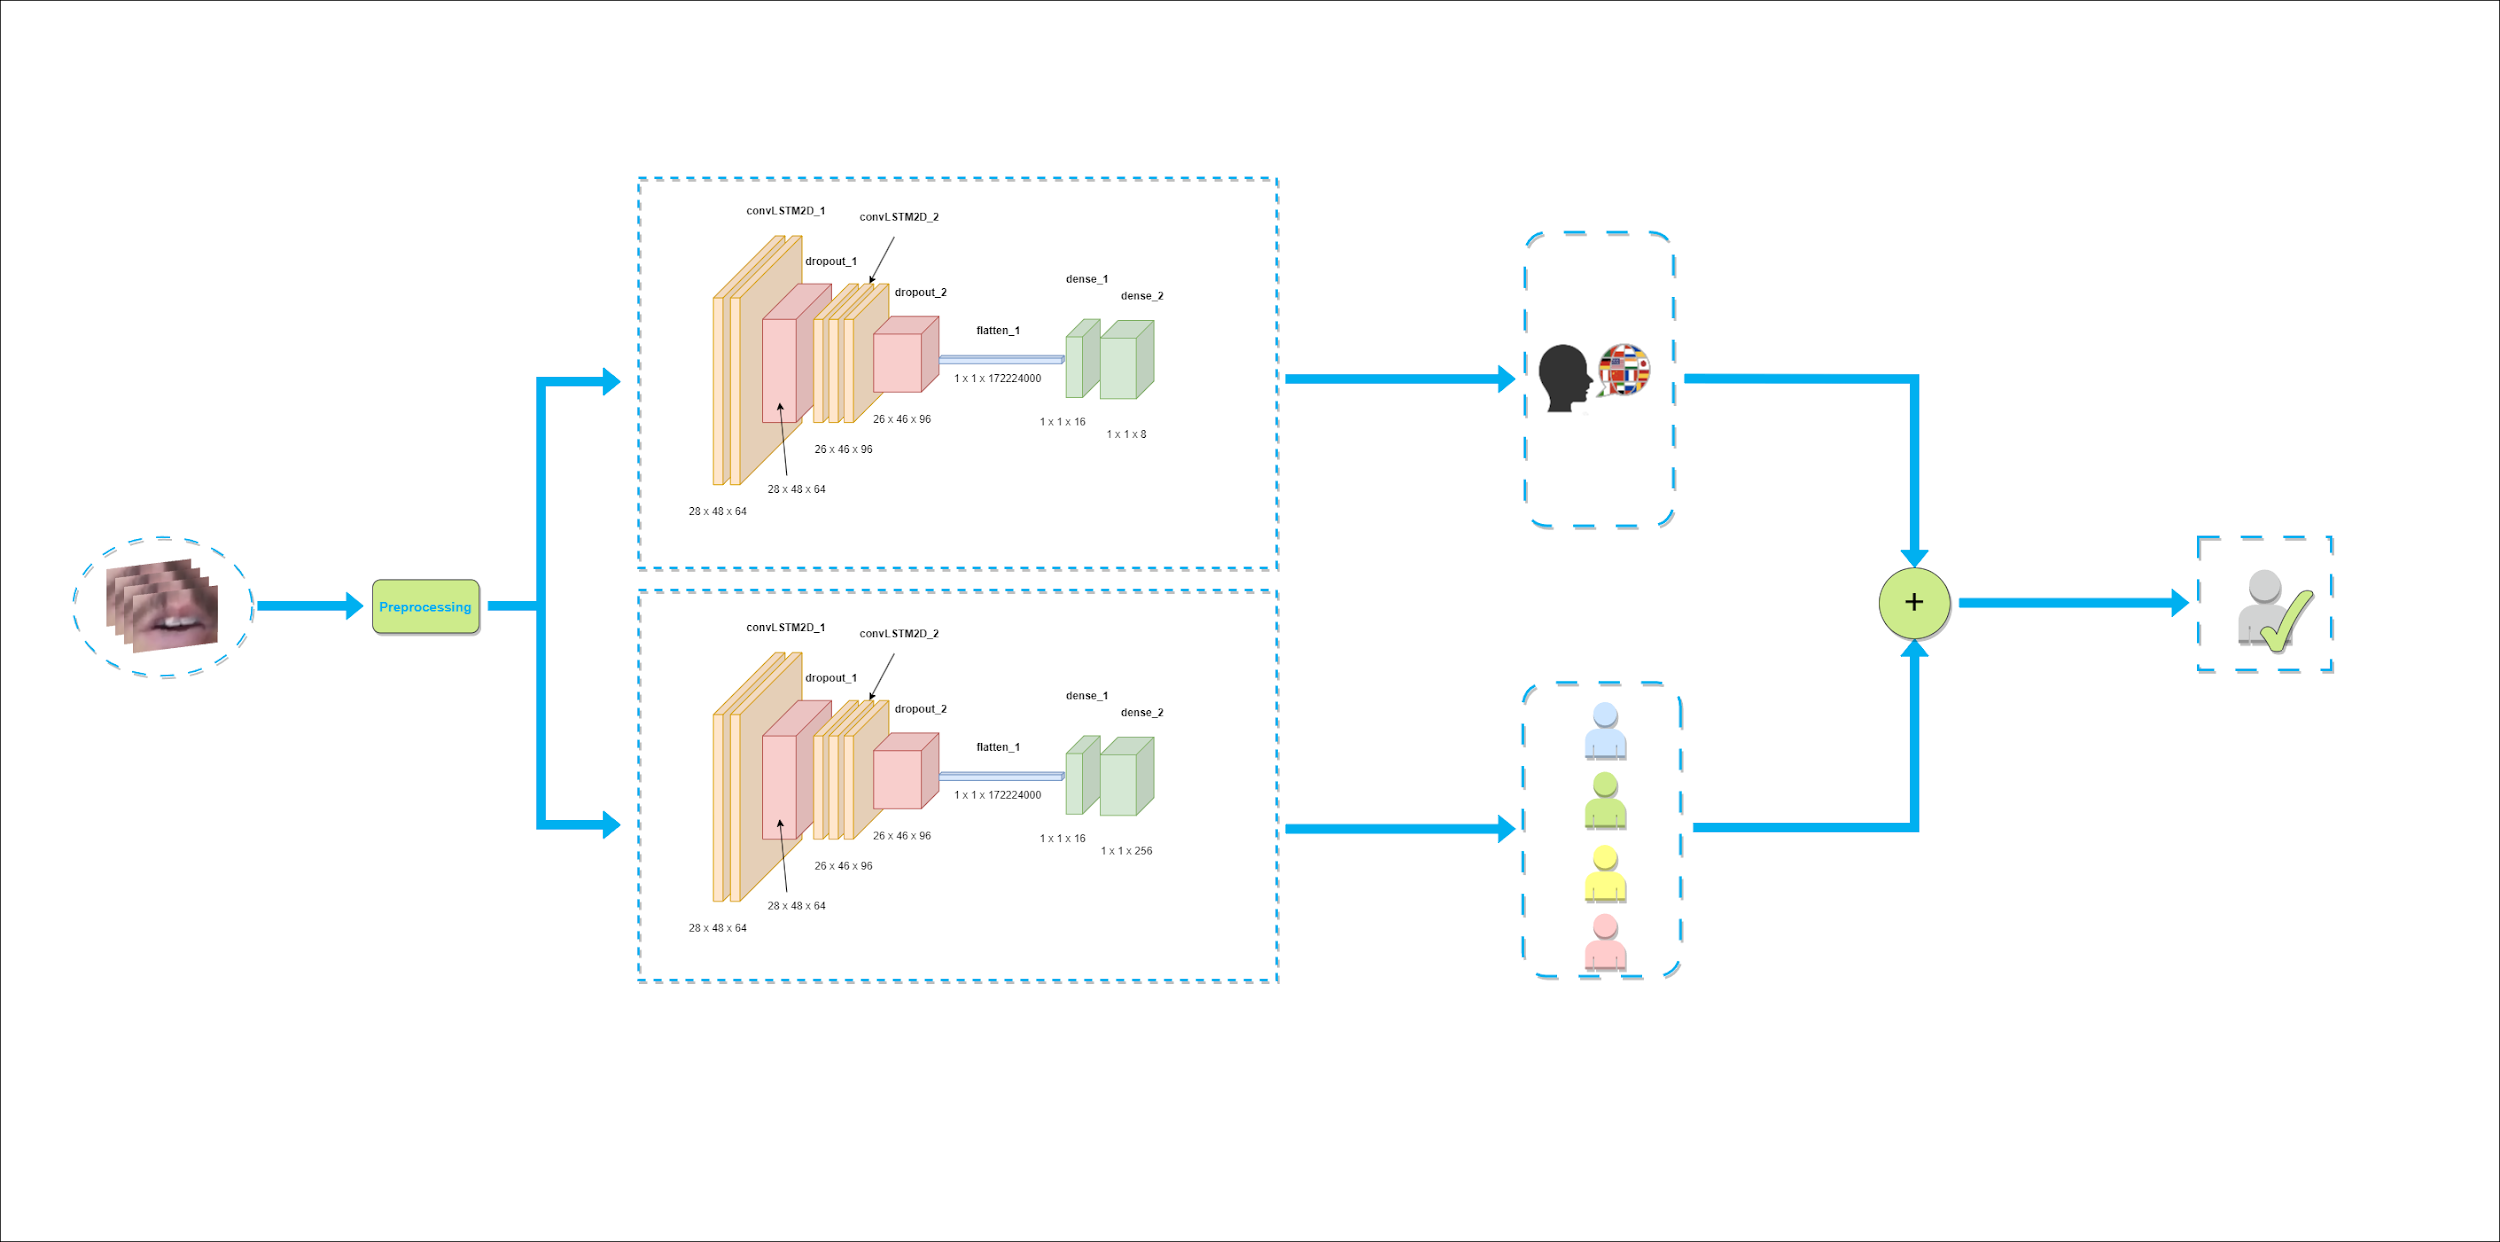 Preprocessing
convLSTM2D_1
convLSTM2D_2
dropout_1
dropout_2
dense_1
dense_2
flatten_1
1 x 1 x 172224000
26 x 46 x 96
1 x 1 x 16
1 x 1 x 8
26 x 46 x 96
28 x 48 x 64
28 x 48 x 64
convLSTM2D_1
convLSTM2D_2
dropout_1
dropout_2
dense_1
dense_2
flatten_1
1 x 1 x 172224000
26 x 46 x 96
1 x 1 x 16
1 x 1 x 256
26 x 46 x 96
28 x 48 x 64
28 x 48 x 64
+